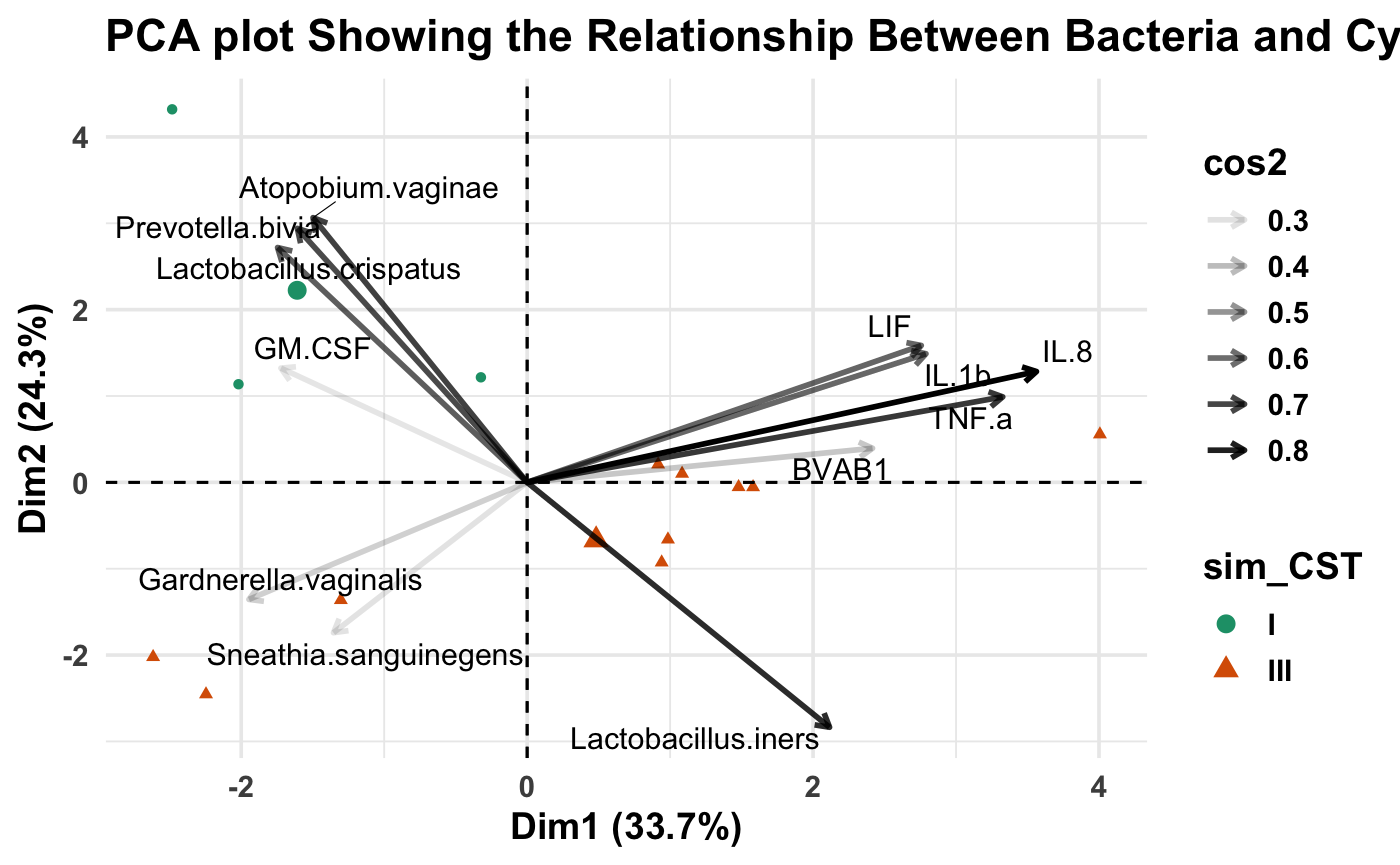 PCA plot Showing the Relationship Between Bacteria and Cy
Dim2 (24.3%)
4
2
0
-2
Atopobium.vaginae
Prevotella.bivia
Lactobacillus.crispatus
GM.CSF
LIF
IL.8
IL.1b
TNF.a
BVAB1
Gardnerella.vaginalis
Sneathia.sanguinegens
Lactobacillus.iners
-2
0
2
4
Dim1 (33.7%)
cos2
0.3
0.4
0.5
0.6
0.7
0.8
sim_CST
I
III